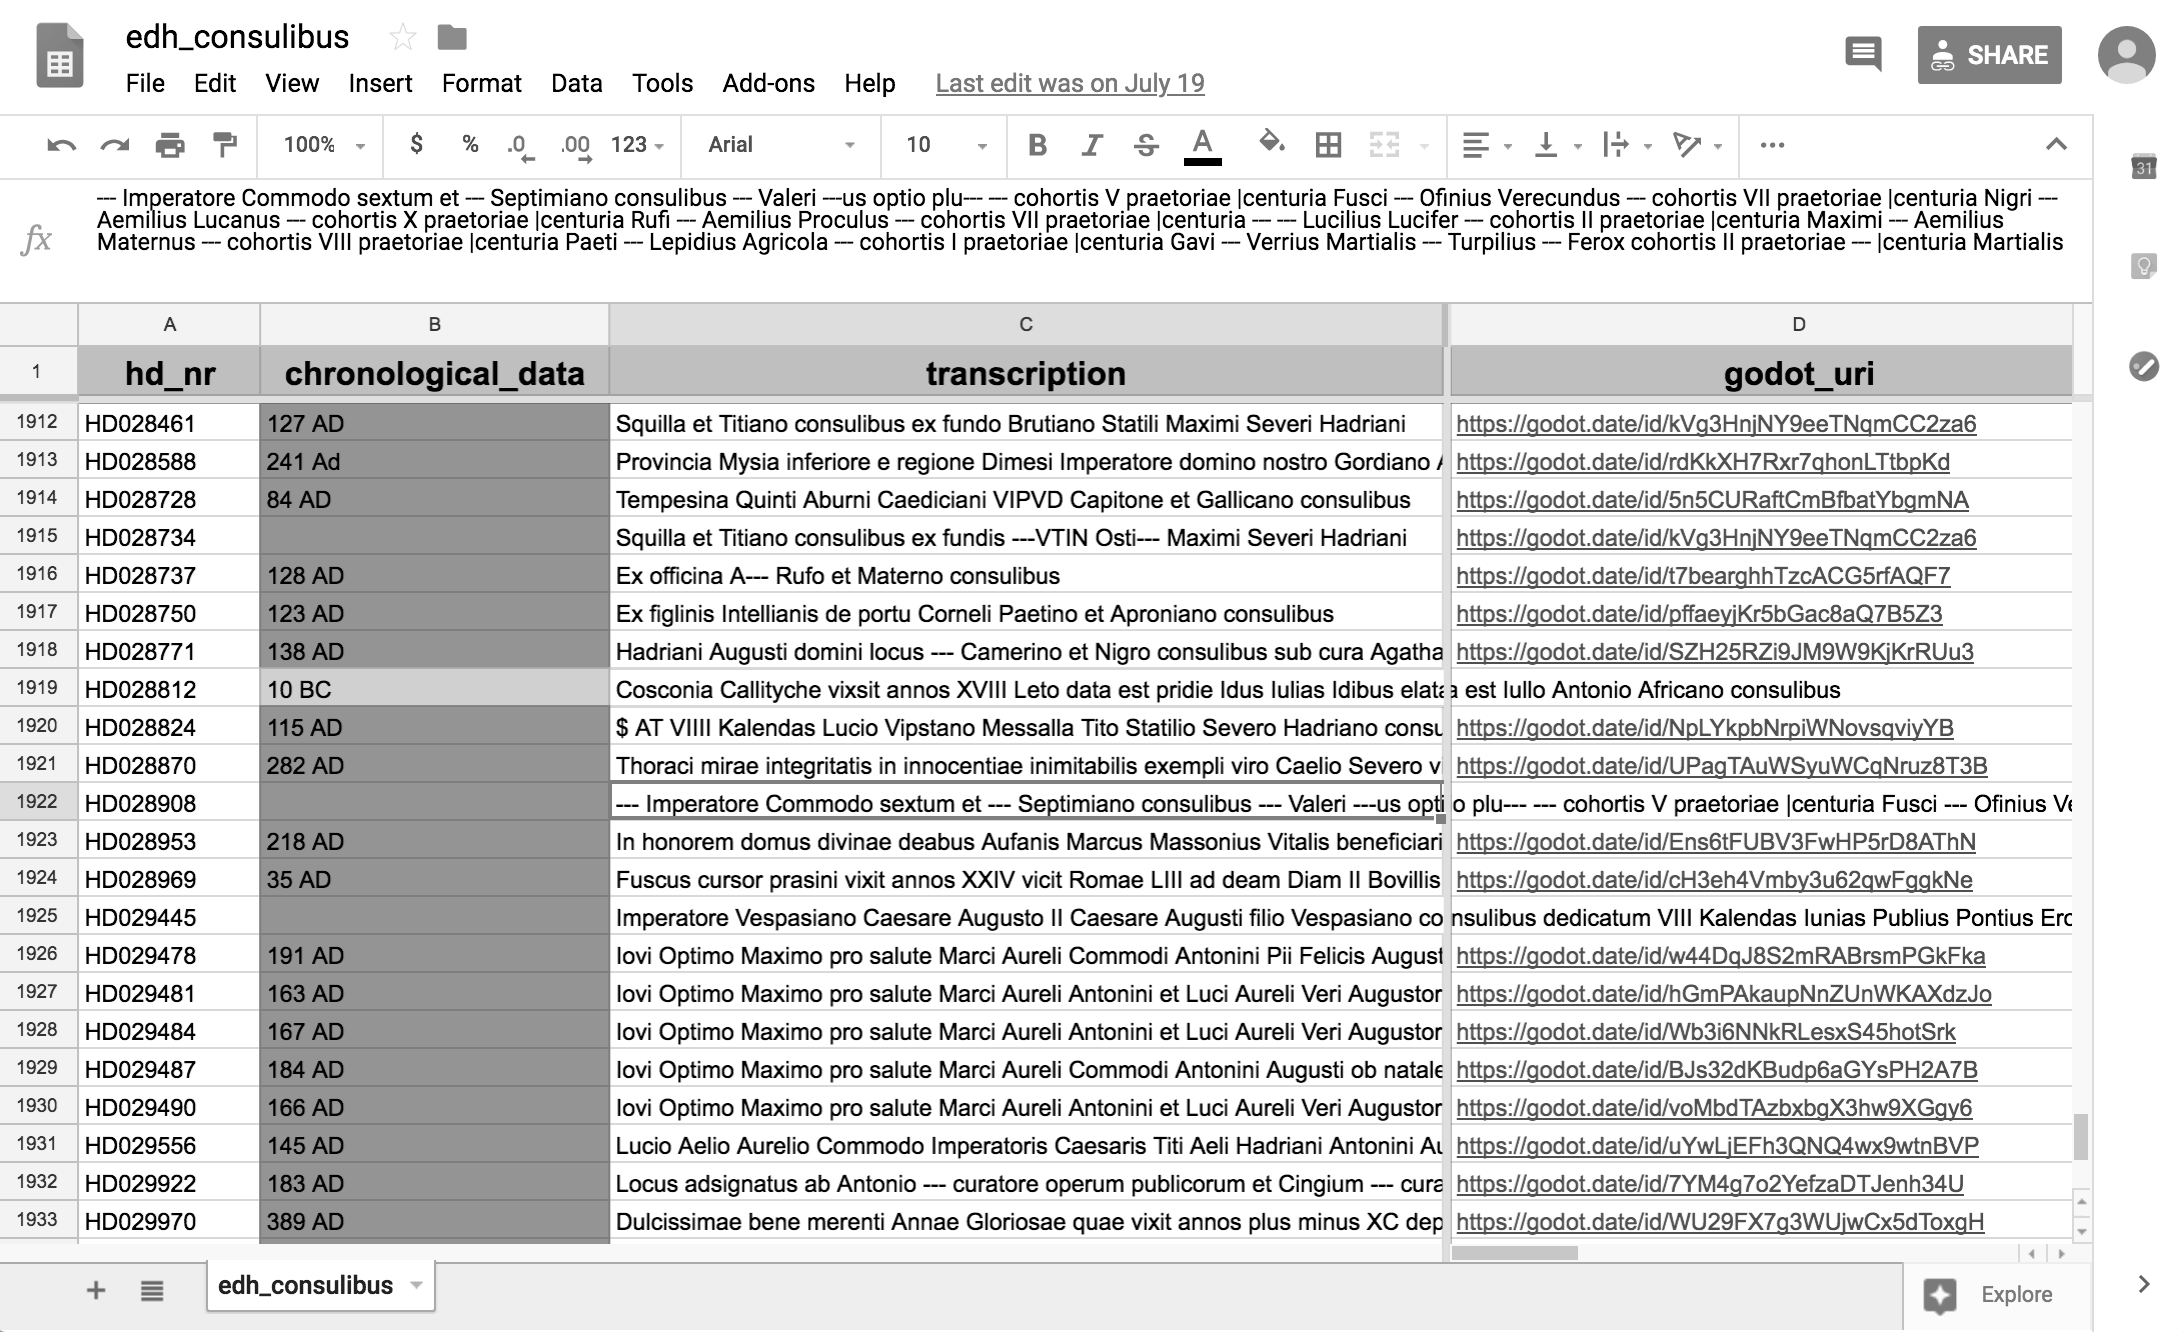 edh_consulibus
File Edit View Insert Format Data Tools Add-ons Help Last edit was on July 19
SHARE
100% $ % .0 .00 123 Arial 10 B I S A ...
31
fx
--- Imperatore Commodo sextum et --- Septimiano consulibus --- Valeri ---us optio plu--- --- cohortis V praetoriae |centuria Fusci --- Ofinius Verecundus --- cohortis VII praetoriae |centuria Nigri ---
Aemilius Lucanus --- cohortis X praetoriae |centuria Rufi --- Aemilius Proculus --- cohortis VII praetoriae |centuria --- --- Lucilius Lucifer --- cohortis II praetoriae |centuria Maximi --- Aemilius
Maternus --- cohortis VIII praetoriae |centuria Paeti --- Lepidius Agricola --- cohortis I praetoriae |centuria Gavi --- Verrius Martialis --- Turpilius --- Ferox cohortis II praetoriae --- |centuria Martialis
A B C D
1 hd_nr chronological_data transcription godot_uri
1912 HD028461 127 AD Squilla et Titiano consulibus ex fundo Brutiano Statili Maximi Severi Hadriani https://godot.date/id/kVg3HnjNY9eeTNqmCC2za6
1913 HD028588 241 Ad Provincia Mysia inferiore e regione Dimesi Imperatore domino nostro Gordiano https://godot.date/id/rdKkXH7Rxr7qhonLTtbpKd
1914 HD028728 84 AD Tempesina Quinti Aburni Caediciani VIPVD Capitone et Gallicano consulibus https://godot.date/id/5n5CURaftCmBfbatYbgmNA
1915 HD028734 Squilla et Titiano consulibus ex fundis ---VTIN Osti--- Maximi Severi Hadriani https://godot.date/id/kVg3HnjNY9eeTNqmCC2za6
1916 HD028737 128 AD Ex officina A--- Rufo et Materno consulibus https://godot.date/id/t7bearghhTzcACG5rfAQF7
1917 HD028750 123 AD Ex figlinis Intellianis de portu Corneli Paetino et Aproniano consulibus https://godot.date/id/pffaeyjKr5bGac8aQ7B5Z3
1918 HD028771 138 AD Hadriani Augusti domini locus --- Camerino et Nigro consulibus sub cura Agatha https://godot.date/id/SZH25RZi9JM9W9KjKrRUu3
1919 HD028812 10 BC Cosconia Callityche vixsit annos XVIII Leto data est pridie Idus Iulias Idibus elata est Iullo Antonio Africano consulibus
1920 HD028824 115 AD $ AT VIIII Kalendas Lucio Vipstano Messalla Tito Statilio Severo Hadriano consu https://godot.date/id/NpLYkpbNrpiWNovsqviyYB
1921 HD028870 282 AD Thoraci mirae integritatis in innocentiae inimitabilis exempli viro Caelio Severo v https://godot.date/id/UPagTAuWSyuWCqNruz8T3B
1922 HD028908 --- Imperatore Commodo sextum et --- Septimiano consulibus --- Valeri ---us optio plu--- --- cohortis V praetoriae |centuria Fusci --- Ofinius Ve
1923 HD028953 218 AD In honorem domus divinae deabus Aufanis Marcus Massonius Vitalis beneficiari https://godot.date/id/Ens6tFUBV3FwHP5rD8AThN
1924 HD028969 35 AD Fuscus cursor prasini vixit annos XXIV vicit Romae LIII ad deam Diam II Bovillis https://godot.date/id/cH3eh4Vmby3u62qwFggkNe
1925 HD029445 Imperatore Vespasiano Caesare Augusto II Caesare Augusti filio Vespasiano consulibus dedicatum VIII Kalendas Iunias Publius Pontius Erc
1926 HD029478 191 AD Iovi Optimo Maximo pro salute Marci Aureli Commodi Antonini Pii Felicis August https://godot.date/id/w44DqJ8S2mRABrsmPGkFka
1927 HD029481 163 AD Iovi Optimo Maximo pro salute Marci Aureli Antonini et Luci Aureli Veri Augustor https://godot.date/id/hGmPAkaupNnZUnWKAXdzJo
1928 HD029484 167 AD Iovi Optimo Maximo pro salute Marci Aureli Antonini et Luci Aureli Veri Augustor https://godot.date/id/Wb3i6NNkRLesxS45hotSrk
1929 HD029487 184 AD Iovi Optimo Maximo pro salute Marci Aureli Commodi Antonini Augusti ob natale https://godot.date/id/BJs32dKBudp6aGYsPH2A7B
1930 HD029490 166 AD Iovi Optimo Maximo pro salute Marci Aureli Antonini et Luci Aureli Veri Augustor https://godot.date/id/voMbdTAzbxbgX3hw9XGgy6
1931 HD029556 145 AD Lucio Aelio Aurelio Commodo Imperatoris Caesaris Titi Aeli Hadriani Antonini Au https://godot.date/id/uYwLjEFh3QNQ4wx9wtnBVP
1932 HD029922 183 AD Locus adsignatus ab Antonio --- curatore operum publicorum et Cingium --- cura https://godot.date/id/7YM4g7o2YefzaDTJenh34U
1933 HD029970 389 AD Dulcissimae bene merenti Annae Gloriosae quae vixit annos plus minus XC dep https://godot.date/id/WU29FX7g3WUjwCx5dToxgH
edh_consulibus
Explore